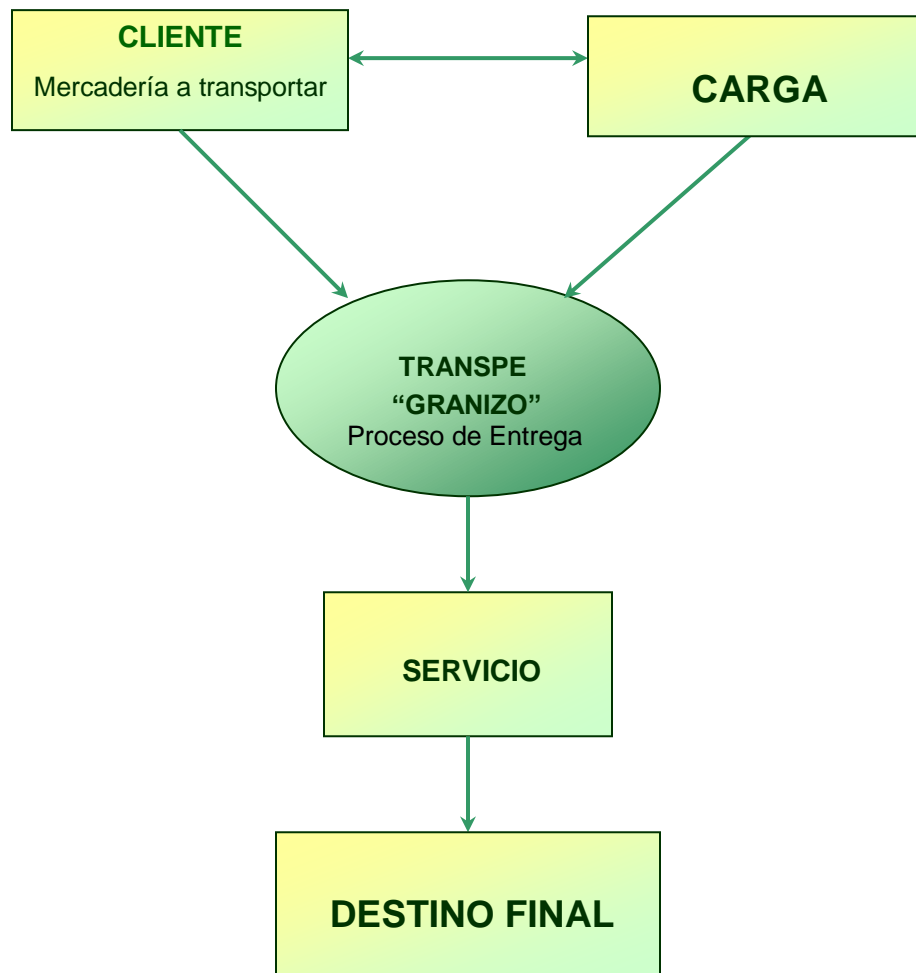 CLIENTE
Mercadería a transportar
CARGA
TRANSPE
“GRANIZO”
Proceso de Entrega
SERVICIO
DESTINO FINAL